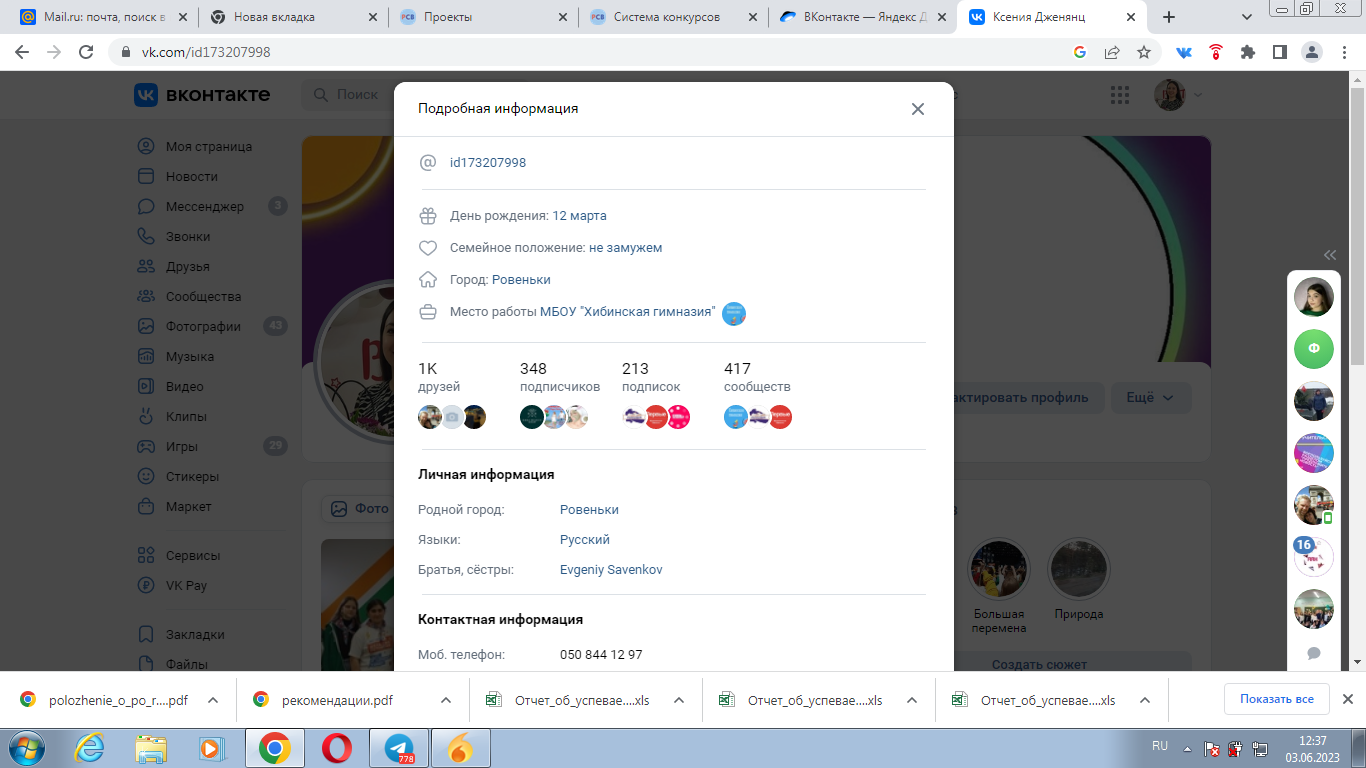 Mail.ru: почта, поиск в
Новая вкладка
РСВ Проекты
РСВ Система конкурсов
ВКонтакте — Яндекс Д
Ксения Дженянц
vk.com/id173207998
вконтакте
Поиск
Подробная информация
id173207998
День рождения: 12 марта
Семейное положение: не замужем
Город: Ровеньки
Место работы МБОУ "Хибинская гимназия"
1K
друзей
348
подписчиков
213
подписок
417
сообществ
Личная информация
Родной город: Ровеньки
Языки: Русский
Братья, сёстры: Evgeniy Savenkov
Контактная информация
Моб. телефон: 050 844 12 97
Моя страница
Новости
Мессенджер 3
Звонки
Друзья
Сообщества
Фотографии 43
Музыка
Видео
Клипы
Игры 29
Стикеры
Маркет
Сервисы
VK Pay
Закладки
Файлы
Фото
актировать профиль
Ещё
Большая
перемена
Природа
Создать сюжет
Ф
16
polozhenie_o_po_r....pdf
рекомендации.pdf
Отчет_об_успевае....xls
Отчет_об_успевае....xls
Отчет_об_успевае....xls
Показать все
778
RU
12:37
03.06.2023